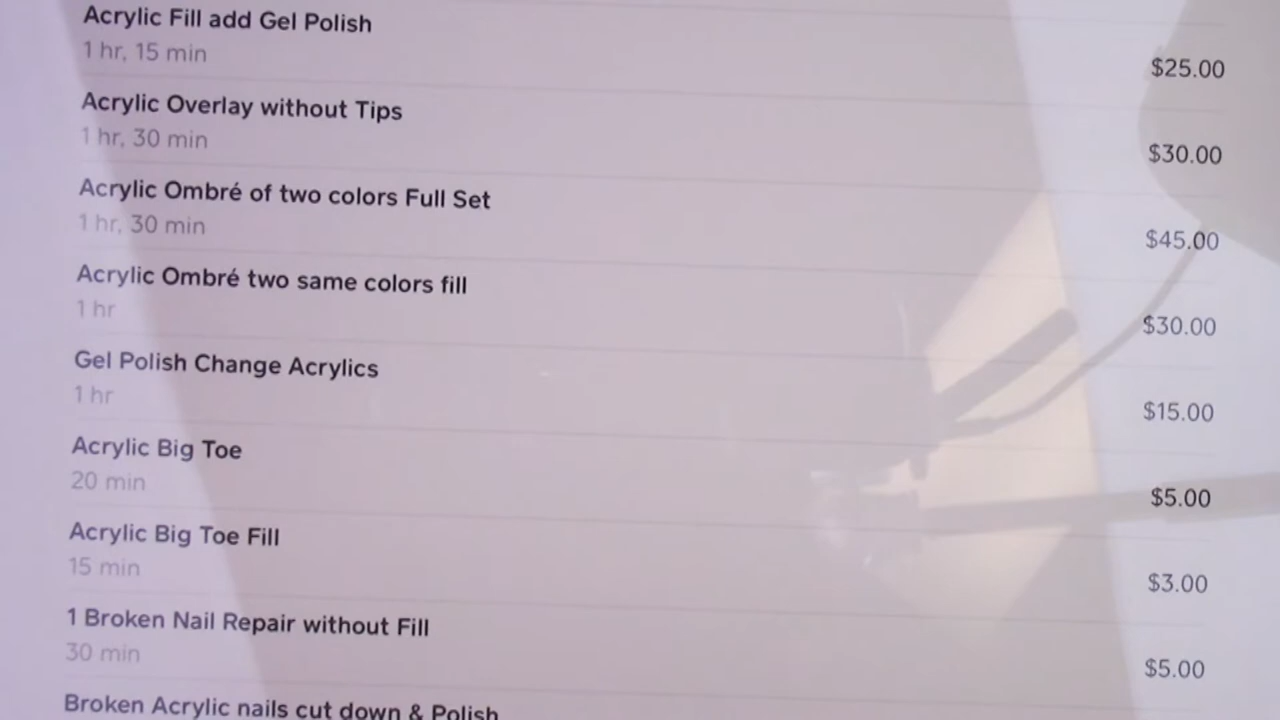 Acrylic Fill add Gel Polish
1 hr, 15 min
$25.00
Acrylic Overlay without Tips
1 hr, 30 min
$30.00
Acrylic Ombré of two colors Full Set
1 hr, 30 min
$45.00
Acrylic Ombré two same colors fill
1 hr
$30.00
Gel Polish Change Acrylics
1 hr
$15.00
Acrylic Big Toe
20 min
$5.00
Acrylic Big Toe Fill
15 min
$3.00
1 Broken Nail Repair without Fill
30 min
$5.00
Broken Acrylic nails cut down & Polish